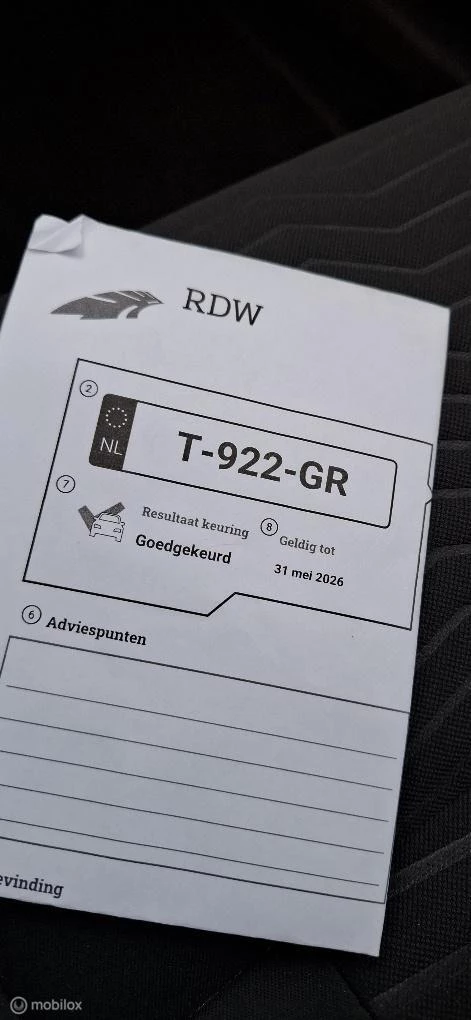 RDW
2
NL
T-922-GR
7
Resultaat keuring
Goedgekeurd
8
Geldig tot
31 mei 2026
6
Adviespunten
evinding
mobilox